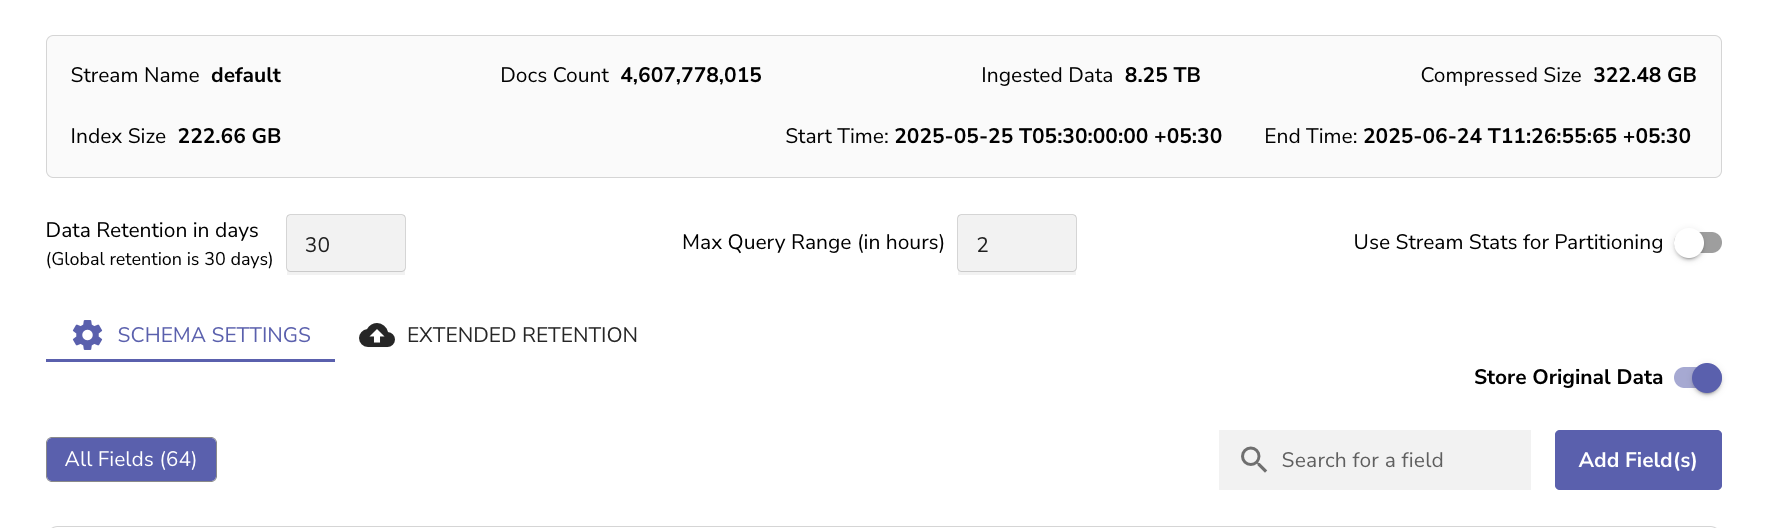 Stream Name default Docs Count 4,607,778,015 Ingested Data 8.25 TB Compressed Size 322.48 GB
Index Size 222.66 GB Start Time: 2025-05-25 T05:30:00:00 +05:30 End Time: 2025-06-24 T11:26:55:65 +05:30
Data Retention in days
(Global retention is 30 days)
30
Max Query Range (in hours) 2
Use Stream Stats for Partitioning
SCHEMA SETTINGS EXTENDED RETENTION
Store Original Data
All Fields (64) Search for a field Add Field(s)